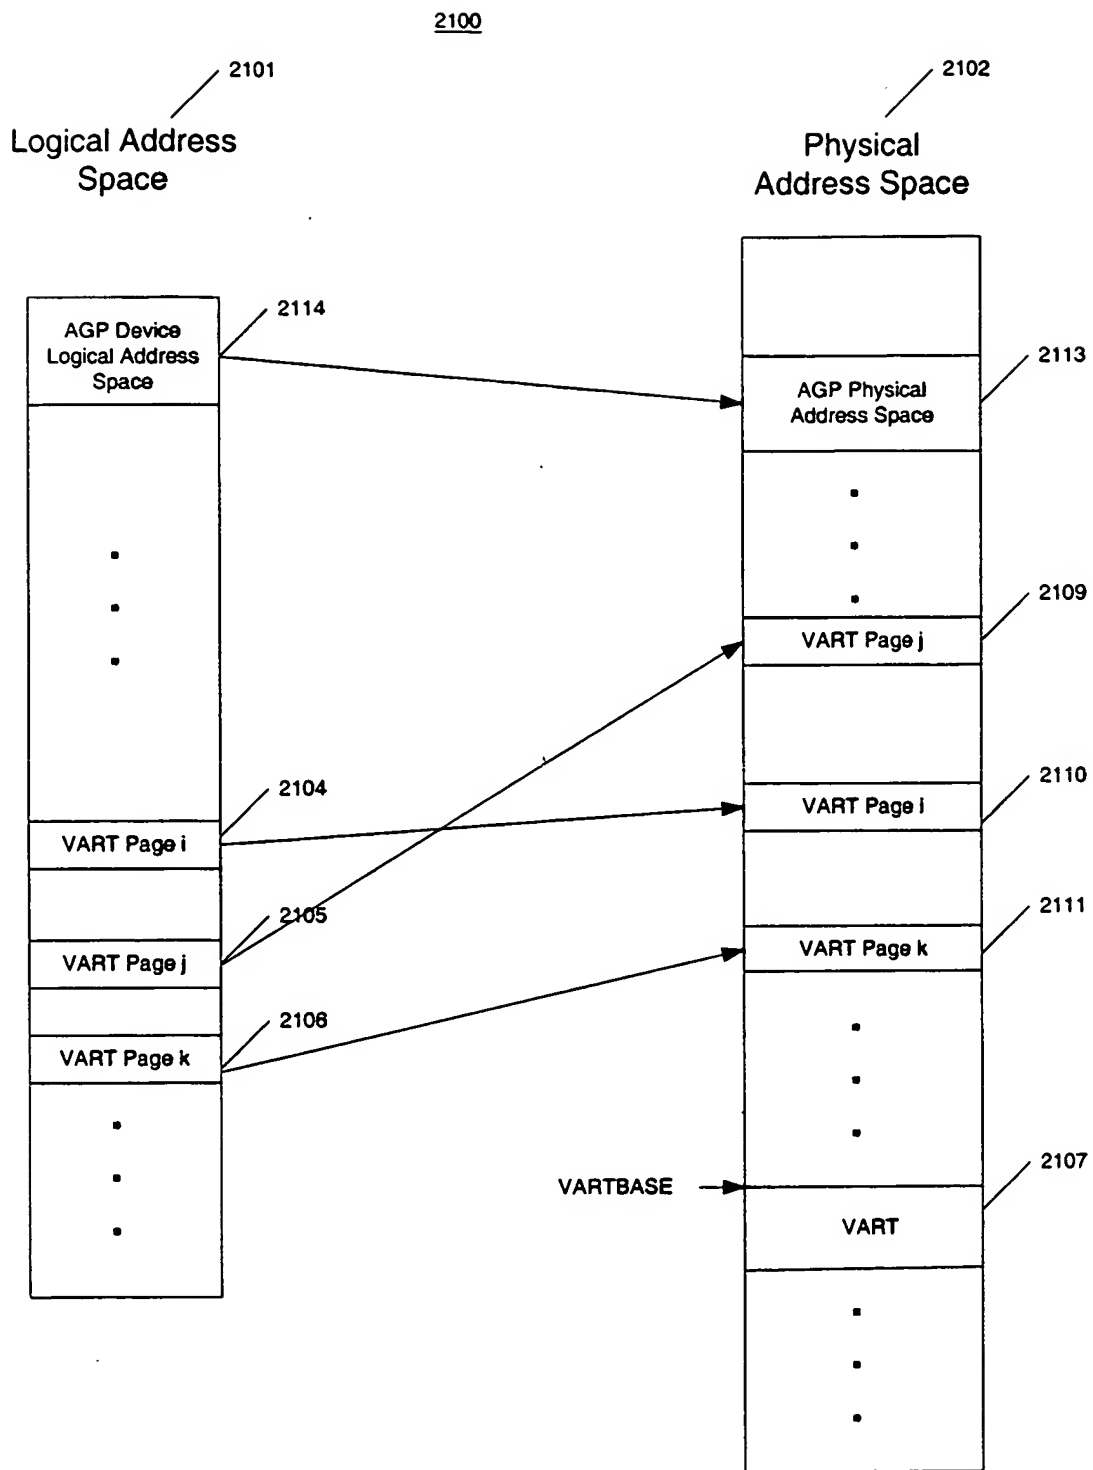 2100
2101
Logical Address
Space
2102
Physical
Address Space
AGP Device
Logical Address
Space
2114
AGP Physical
Address Space
2113
VART Page j
2109
2104
VART Page i
VART Page i
2110
2105
VART Page j
VART Page k
2111
2106
VART Page k
VARTBASE
VART
2107